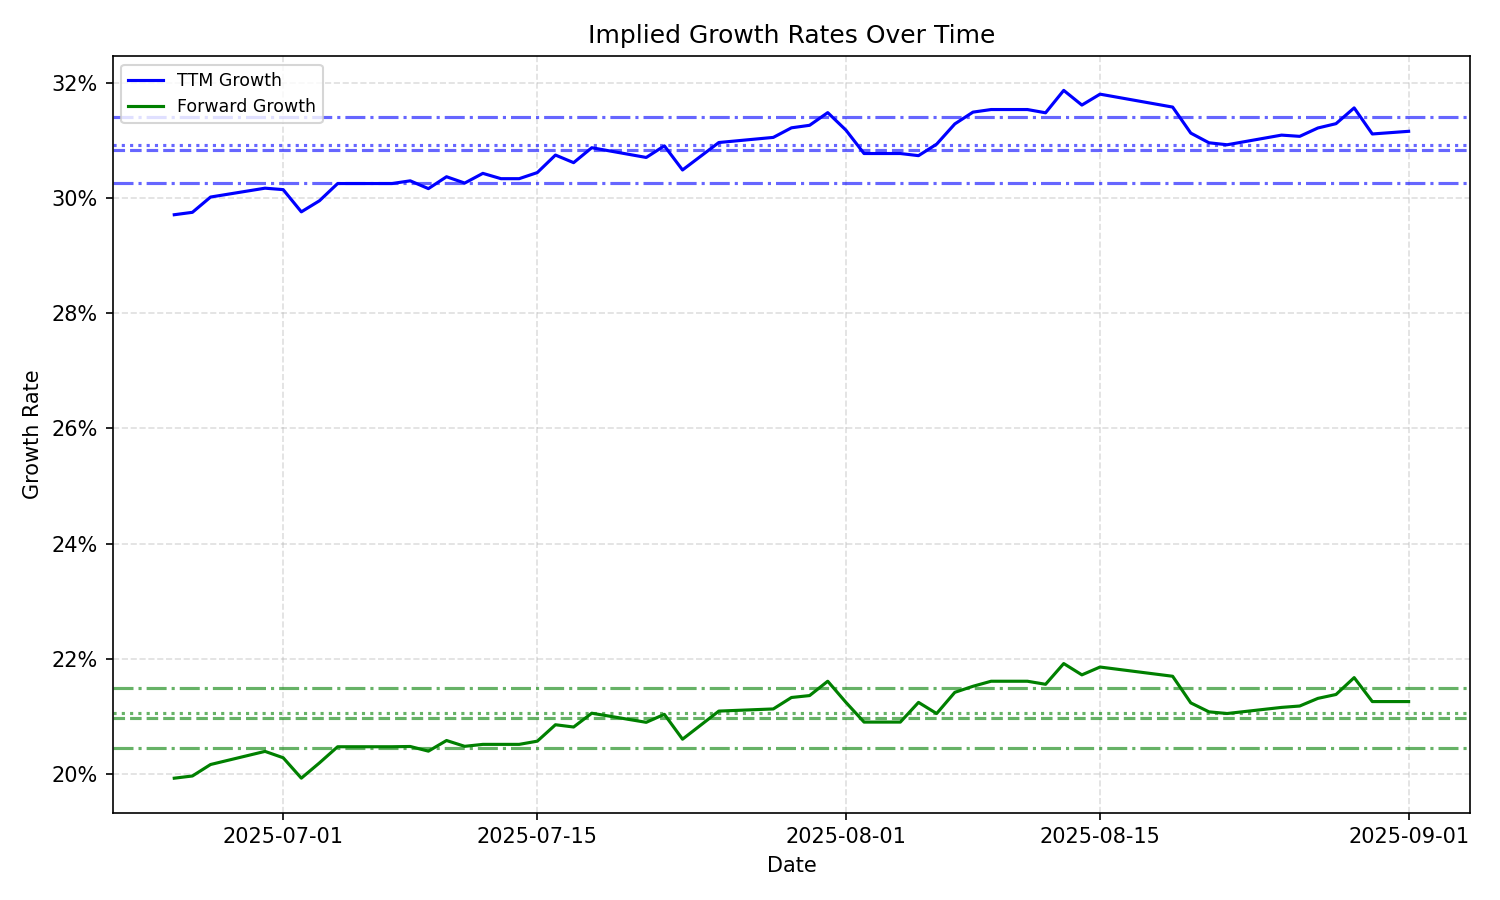 Implied Growth Rates Over Time
TTM Growth
Forward Growth
32%
30%
28%
26%
24%
22%
20%
Growth Rate
2025-07-01
2025-07-15
2025-08-01
2025-08-15
2025-09-01
Date